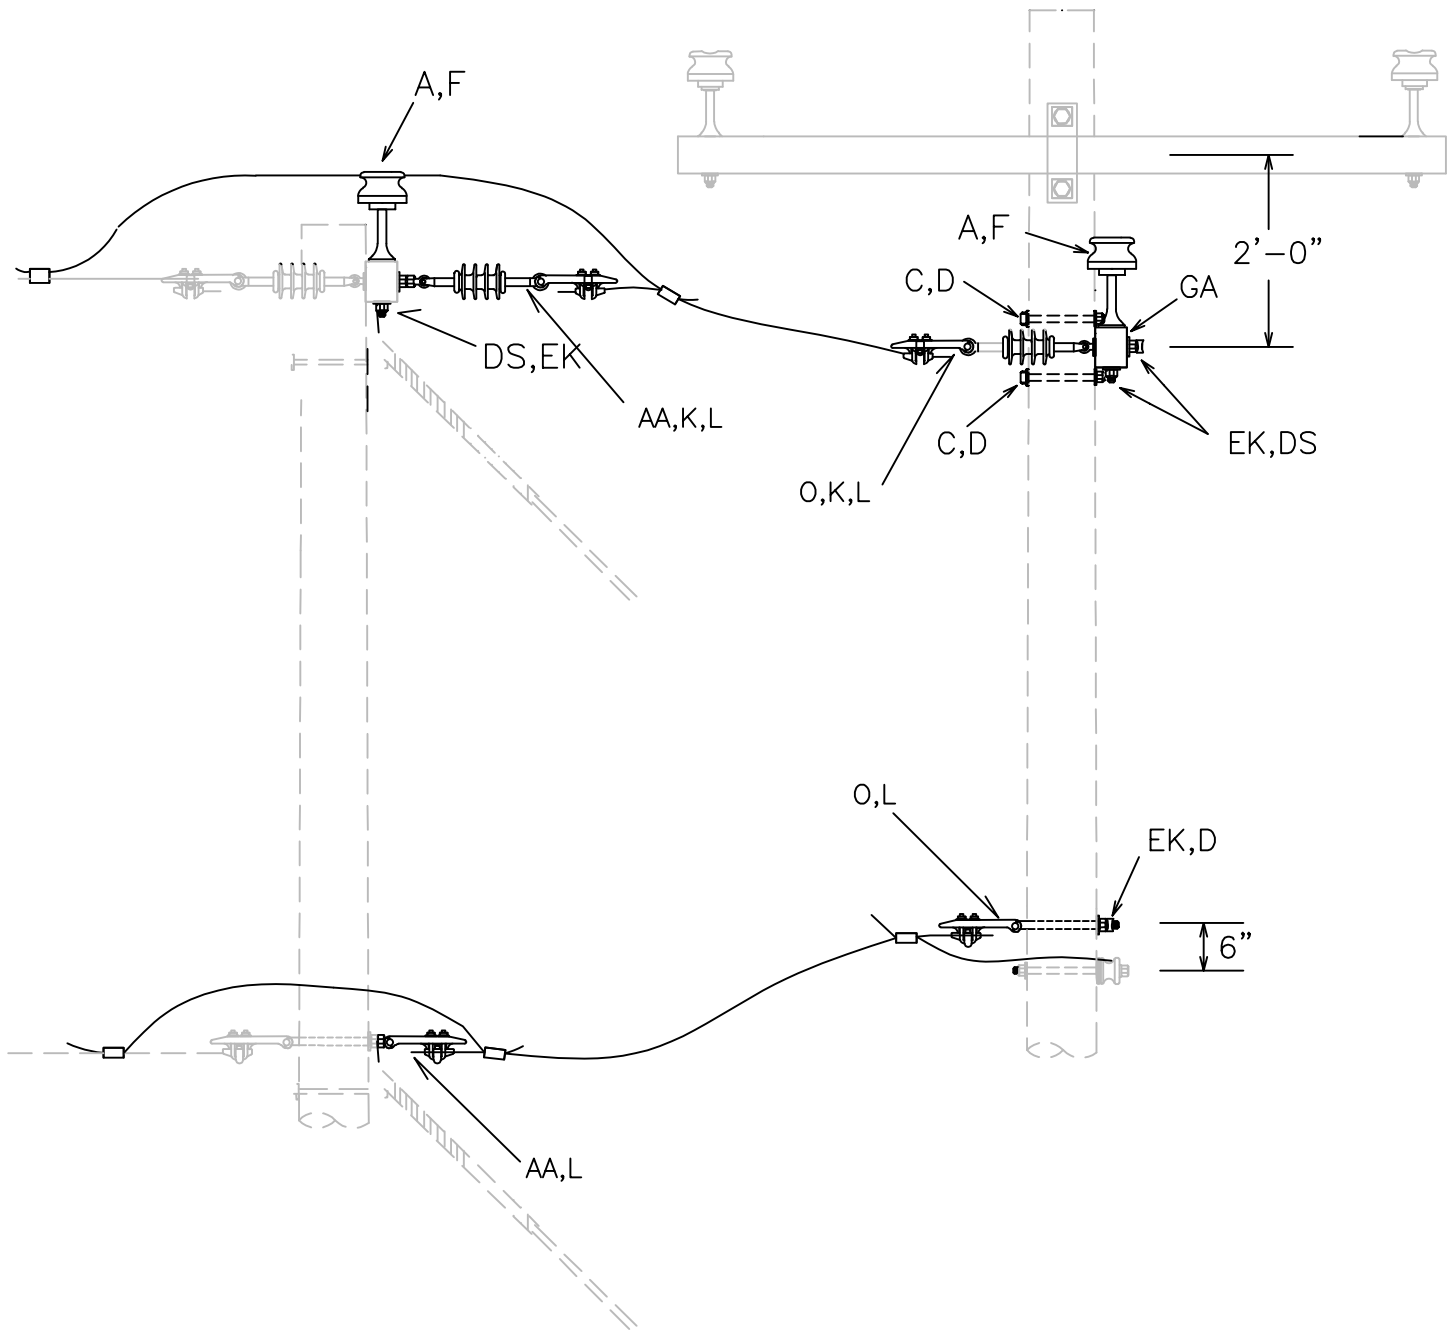 A,F
A,F
2'-0"
C,D
GA
DS,EK
AA,K,L
C,D
EK,DS
O,K,L
O,L
EK,D
6"
AA,L